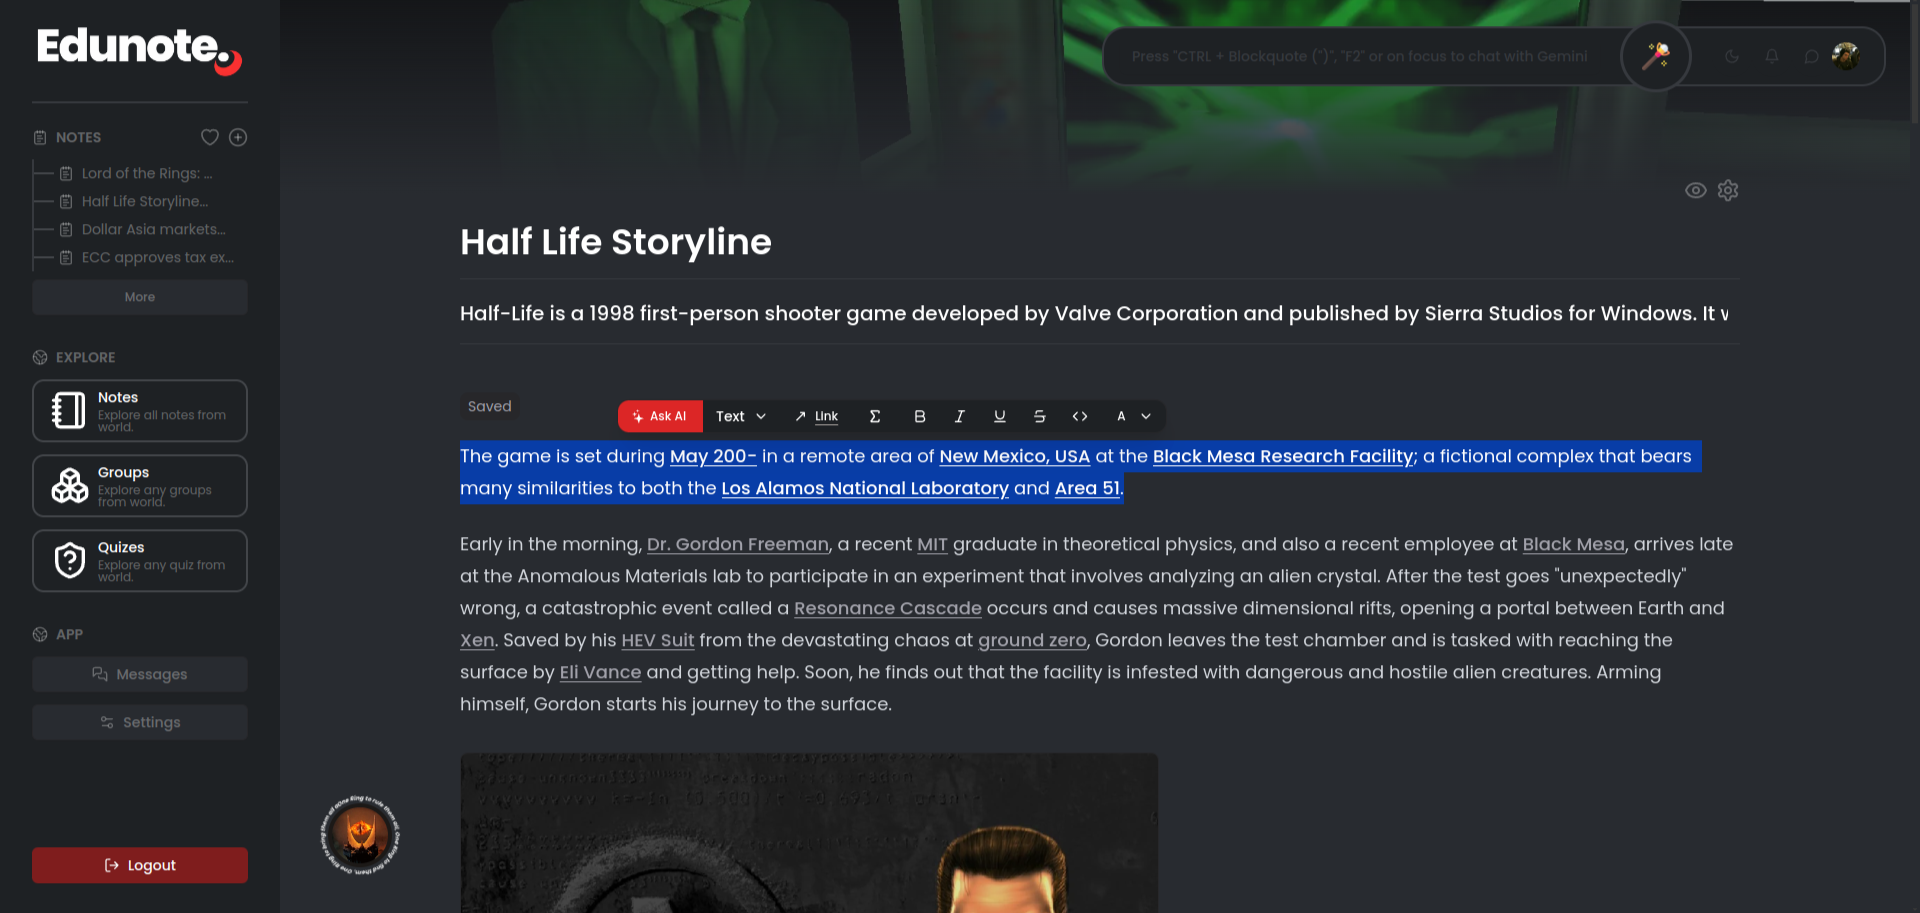 Edunote.
NOTES
Lord of the Rings: ...
Half Life Storyline...
Dollar Asia markets...
ECC approves tax ex...
More
EXPLORE
Notes
Explore all notes from
world.
Groups
Explore any groups
from world.
Quizes
Explore any quiz from
world.
APP
Messages
Settings
Logout
Press "CTRL + Blockquote (")", "F2" or on focus to chat with Gemini
Half Life Storyline
Half-Life is a 1998 first-person shooter game developed by Valve Corporation and published by Sierra Studios for Windows. It
Saved
Ask AI Text Link Σ B I U S <> A
The game is set during May 200- in a remote area of New Mexico, USA at the Black Mesa Research Facility; a fictional complex that bears
many similarities to both the Los Alamos National Laboratory and Area 51.
Early in the morning, Dr. Gordon Freeman, a recent MIT graduate in theoretical physics, and also a recent employee at Black Mesa, arrives late
at the Anomalous Materials lab to participate in an experiment that involves analyzing an alien crystal. After the test goes "unexpectedly"
wrong, a catastrophic event called a Resonance Cascade occurs and causes massive dimensional rifts, opening a portal between Earth and
Xen. Saved by his HEV Suit from the devastating chaos at ground zero, Gordon leaves the test chamber and is tasked with reaching the
surface by Eli Vance and getting help. Soon, he finds out that the facility is infested with dangerous and hostile alien creatures. Arming
himself, Gordon starts his journey to the surface.